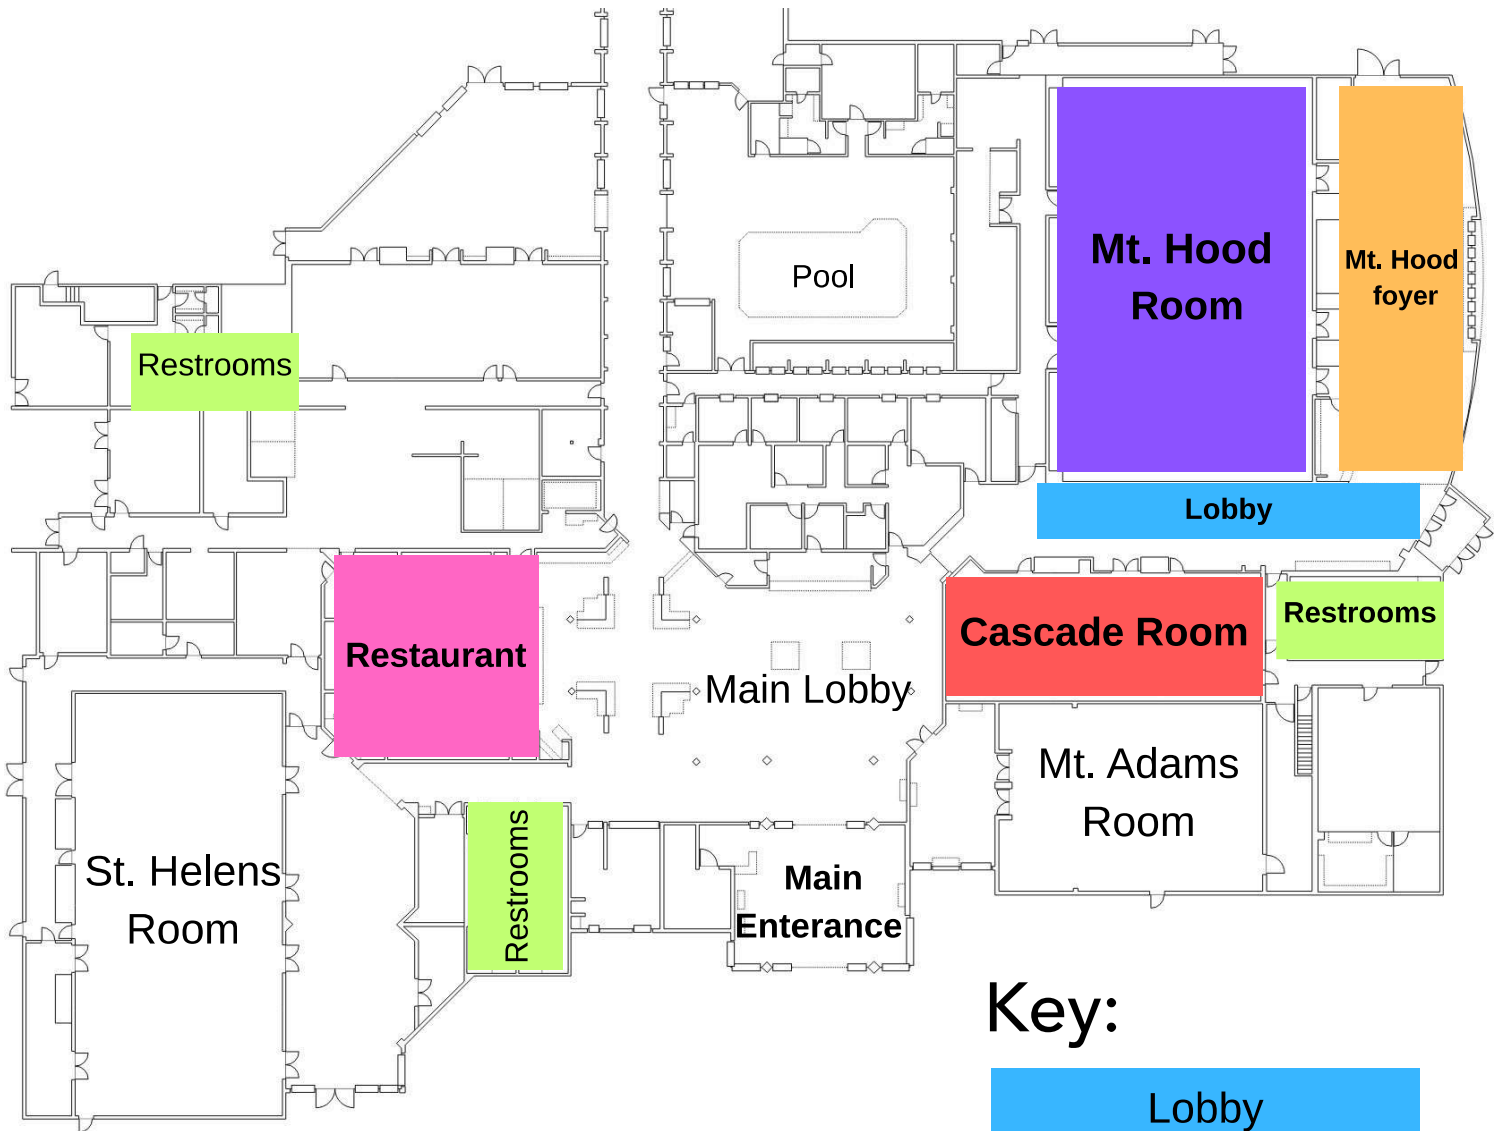 Mt. Hood
Room
Mt. Hood
foyer
Pool
Restrooms
Lobby
Cascade Room
Restrooms
Restaurant
Main Lobby
Mt. Adams
Room
St. Helens
Room
Restrooms
Main
Enterance
Key:
Lobby